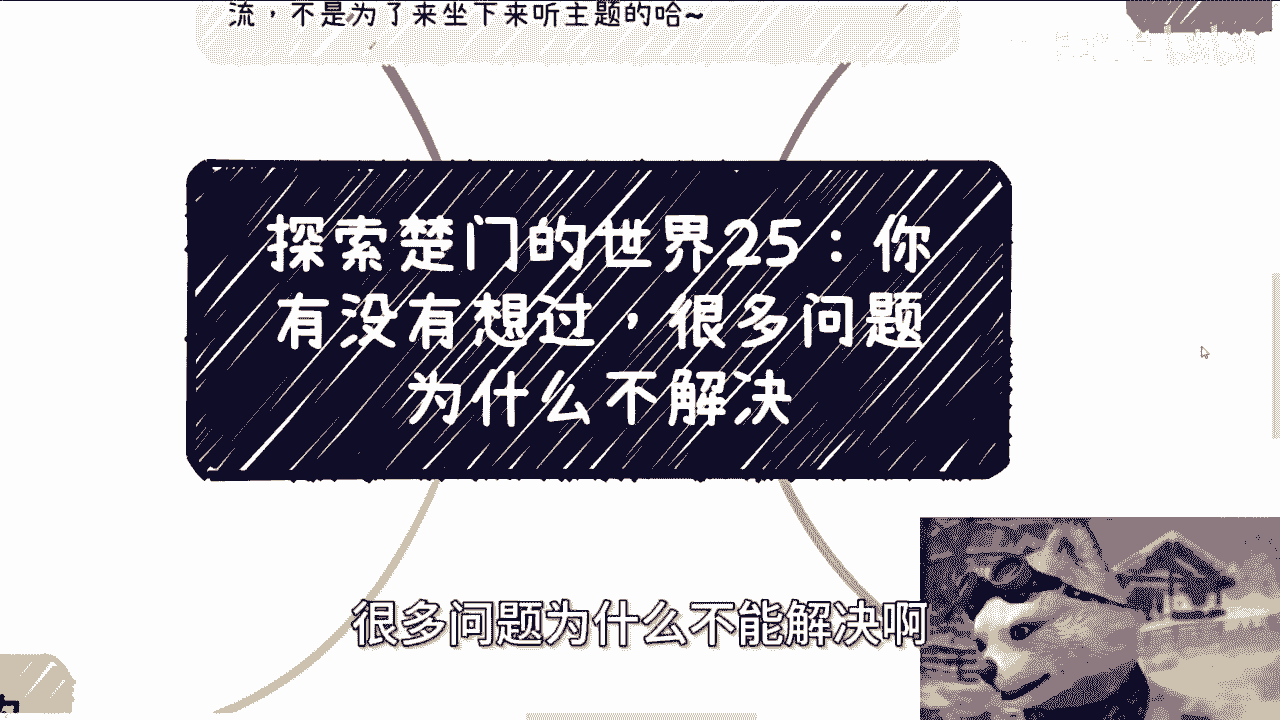 流，不是为了来坐下来听主题的哈~
探索楚门的世界25：你
有没有想过，很多问题
为什么不解决
很多问题为什么不能解决啊